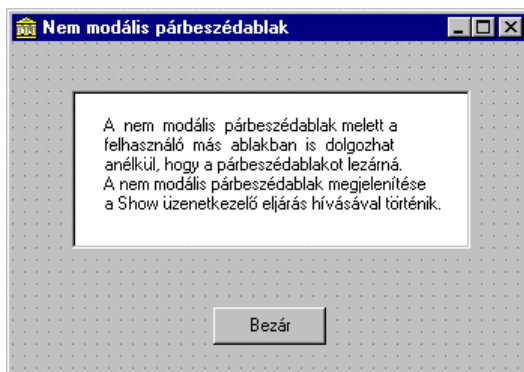 Nem modális párbeszédablak
A nem modális párbeszédablak melett a
felhasználó más ablakban is dolgozhat
anélkül, hogy a párbeszédablakot lezárná.
A nem modális párbeszédablak megjelenítése
a Show üzenetkezelő eljárás hívásával történik.
Bezár